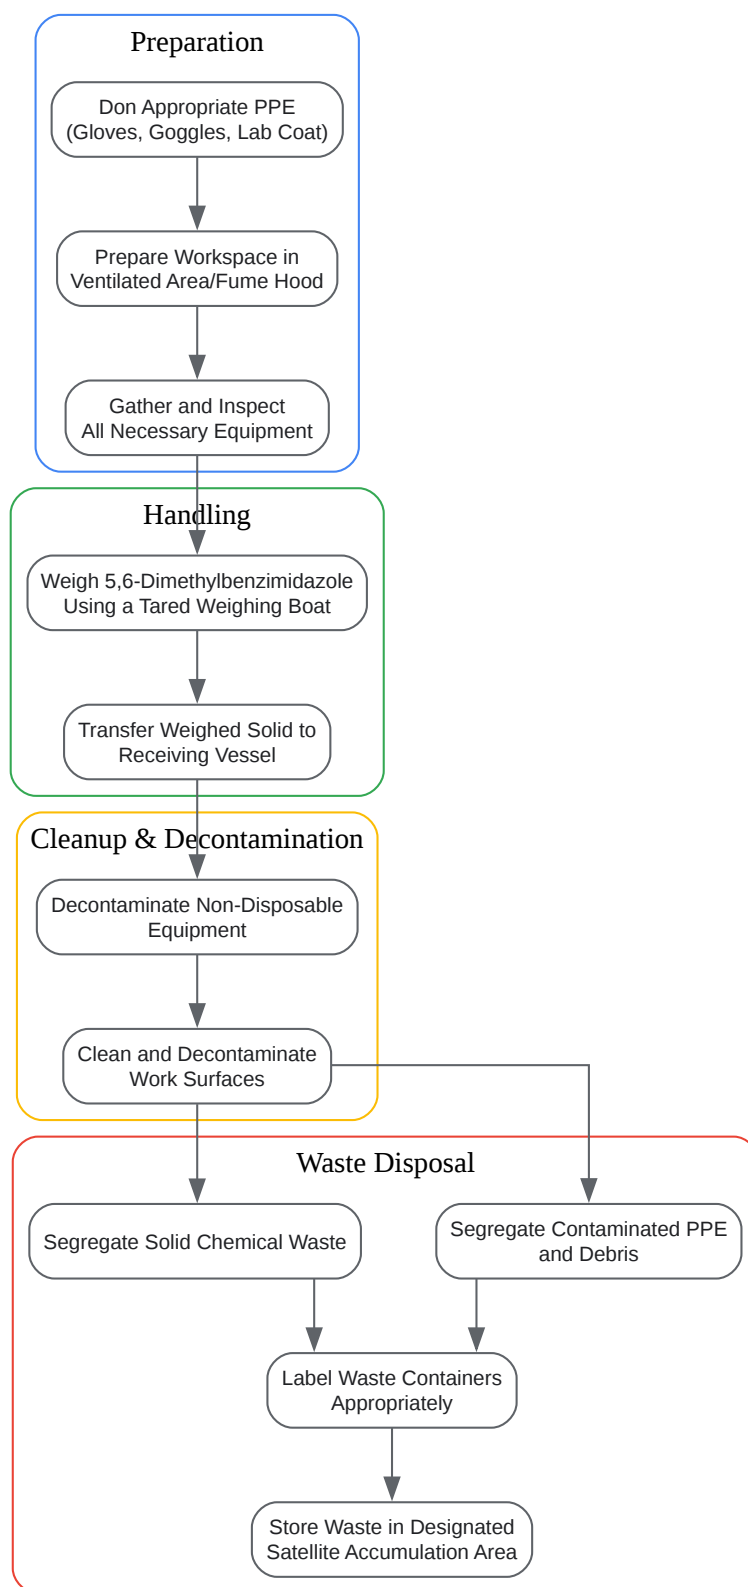 Preparation
Don Appropriate PPE
(Gloves, Goggles, Lab Coat)
Prepare Workspace in
Ventilated Area/Fume Hood
Gather and Inspect
All Necessary Equipment
Handling
Weigh 5,6-Dimethylbenzimidazole
Using a Tared Weighing Boat
Transfer Weighed Solid to
Receiving Vessel
Cleanup & Decontamination
Decontaminate Non-Disposable
Equipment
Clean and Decontaminate
Work Surfaces
Waste Disposal
Segregate Solid Chemical Waste
Segregate Contaminated PPE
and Debris
Label Waste Containers
Appropriately
Store Waste in Designated
Satellite Accumulation Area